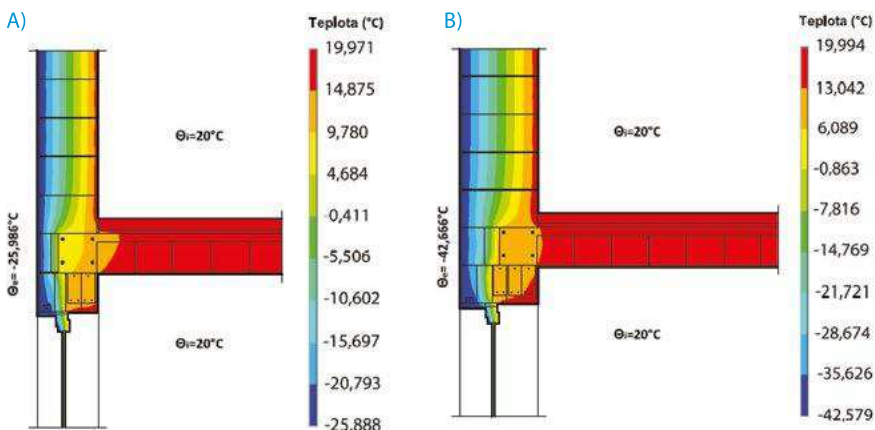 A)
Teplota (°C)
19,971
14,875
9,780
4,684
-0,411
-5,506
-10,602
-15,697
-20,793
-25,888
Θi=20°C
Θe= -25,986°C
Θi=20°C
B)
Teplota (°C)
19,994
13,042
6,089
-0,863
-7,816
-14,769
-21,721
-28,674
-35,626
-42,579
Θi=20°C
Θe= -42,666°C
Θi=20°C